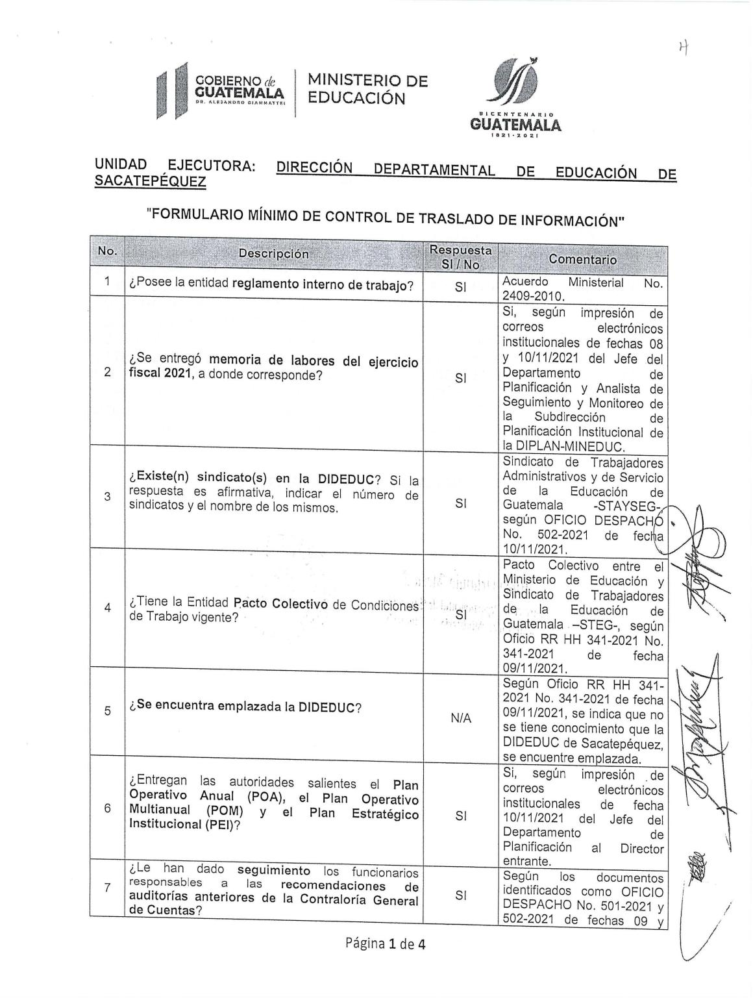 GOBIERNO de
GUATEMALA
DR. ALEJANDRO GIAMMATTEI
MINISTERIO DE
EDUCACIÓN
BICENTENARIO
GUATEMALA
1821-2021
UNIDAD EJECUTORA: DIRECCIÓN DEPARTAMENTAL DE EDUCACIÓN DE
SACATEPÉQUEZ
"FORMULARIO MÍNIMO DE CONTROL DE TRASLADO DE INFORMACIÓN"
No.
Descripción
Respuesta
SI / No
Comentario
1
¿Posee la entidad reglamento interno de trabajo?
SI
Acuerdo Ministerial No.
2409-2010.
2
¿Se entregó memoria de labores del ejercicio
fiscal 2021, a donde corresponde?
SI
Si, según impresión de
correos electrónicos
institucionales de fechas 08
y 10/11/2021 del Jefe del
Departamento de
Planificación y Analista de
Seguimiento y Monitoreo de
la Subdirección de
Planificación Institucional de
la DIPLAN-MINEDUC.
3
¿Existe(n) sindicato(s) en la DIDEDUC? Si la
respuesta es afirmativa, indicar el número de
sindicatos y el nombre de los mismos.
SI
Sindicato de Trabajadores
Administrativos y de Servicio
de la Educación de
Guatemala -STAYSEG-,
según OFICIO DESPACHO
No. 502-2021 de fecha
10/11/2021.
4
¿Tiene la Entidad Pacto Colectivo de Condiciones
de Trabajo vigente?
SI
Pacto Colectivo entre el
Ministerio de Educación y
Sindicato de Trabajadores
de la Educación de
Guatemala –STEG-, según
Oficio RR HH 341-2021 No.
341-2021 de fecha
09/11/2021.
5
¿Se encuentra emplazada la DIDEDUC?
N/A
Según Oficio RR HH 341-
2021 No. 341-2021 de fecha
09/11/2021, se indica que no
se tiene conocimiento que la
DIDEDUC de Sacatepéquez,
se encuentre emplazada.
6
¿Entregan las autoridades salientes el Plan
Operativo Anual (POA), el Plan Operativo
Multianual (POM) y el Plan Estratégico
Institucional (PEI)?
SI
Si, según impresión de
correos electrónicos
institucionales de fecha
10/11/2021 del Jefe del
Departamento de
Planificación al Director
entrante.
7
¿Le han dado seguimiento los funcionarios
responsables a las recomendaciones de
auditorías anteriores de la Contraloría General
de Cuentas?
SI
Según los documentos
identificados como OFICIO
DESPACHO No. 501-2021 y
502-2021 de fechas 09 y
Página 1 de 4